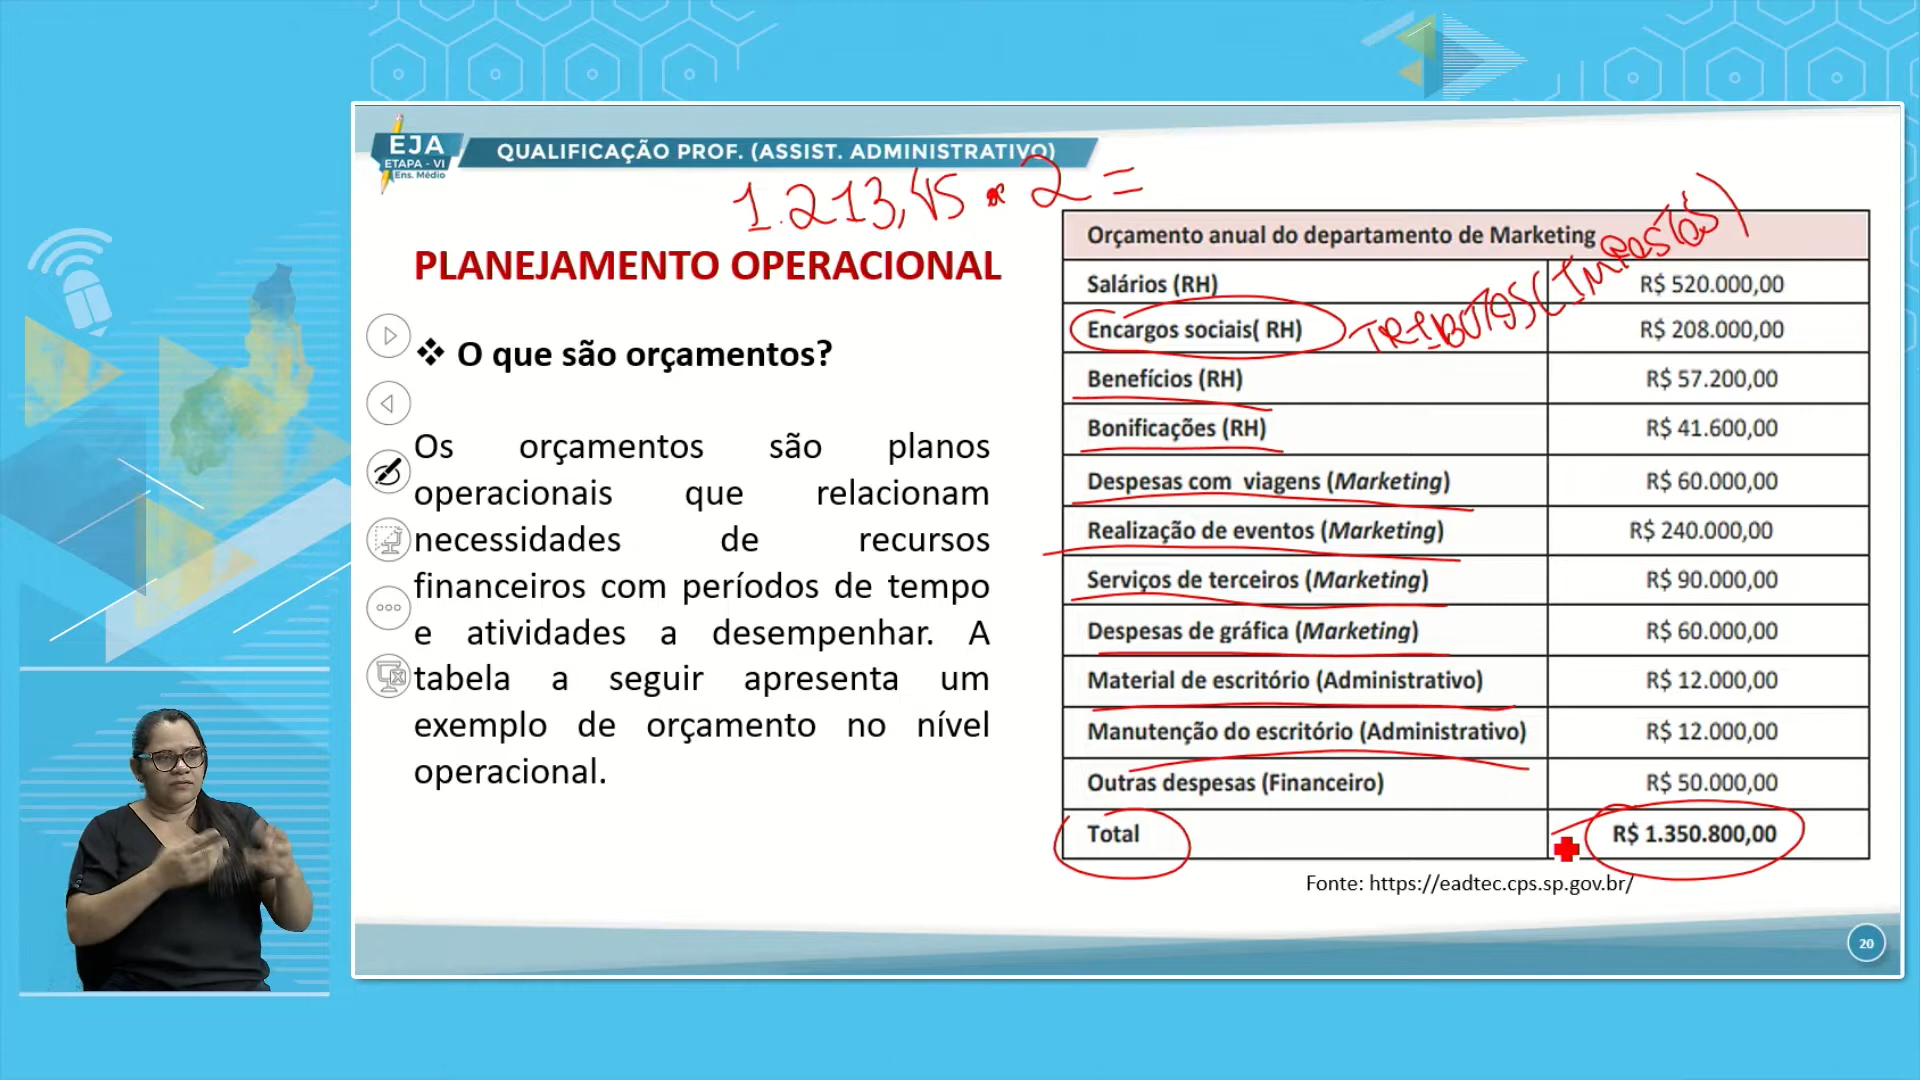 EJA
ETAPA - VI
Ens. Médio
QUALIFICAÇÃO PROF. (ASSIST. ADMINISTRATIVO)
1.213,45 . 2 =
PLANEJAMENTO OPERACIONAL
❖ O que são orçamentos?
Os orçamentos são planos
operacionais que relacionam
necessidades de recursos
financeiros com períodos de tempo
e atividades a desempenhar. A
tabela a seguir apresenta um
exemplo de orçamento no nível
operacional.
Orçamento anual do departamento de Marketing
Salários (RH) R$ 520.000,00
Encargos sociais( RH) R$ 208.000,00
TRIBUTOS (IMPOSTOS)
Benefícios (RH) R$ 57.200,00
Bonificações (RH) R$ 41.600,00
Despesas com viagens (Marketing) R$ 60.000,00
Realização de eventos (Marketing) R$ 240.000,00
Serviços de terceiros (Marketing) R$ 90.000,00
Despesas de gráfica (Marketing) R$ 60.000,00
Material de escritório (Administrativo) R$ 12.000,00
Manutenção do escritório (Administrativo) R$ 12.000,00
Outras despesas (Financeiro) R$ 50.000,00
Total R$ 1.350.800,00
Fonte: https://eadtec.cps.sp.gov.br/
20